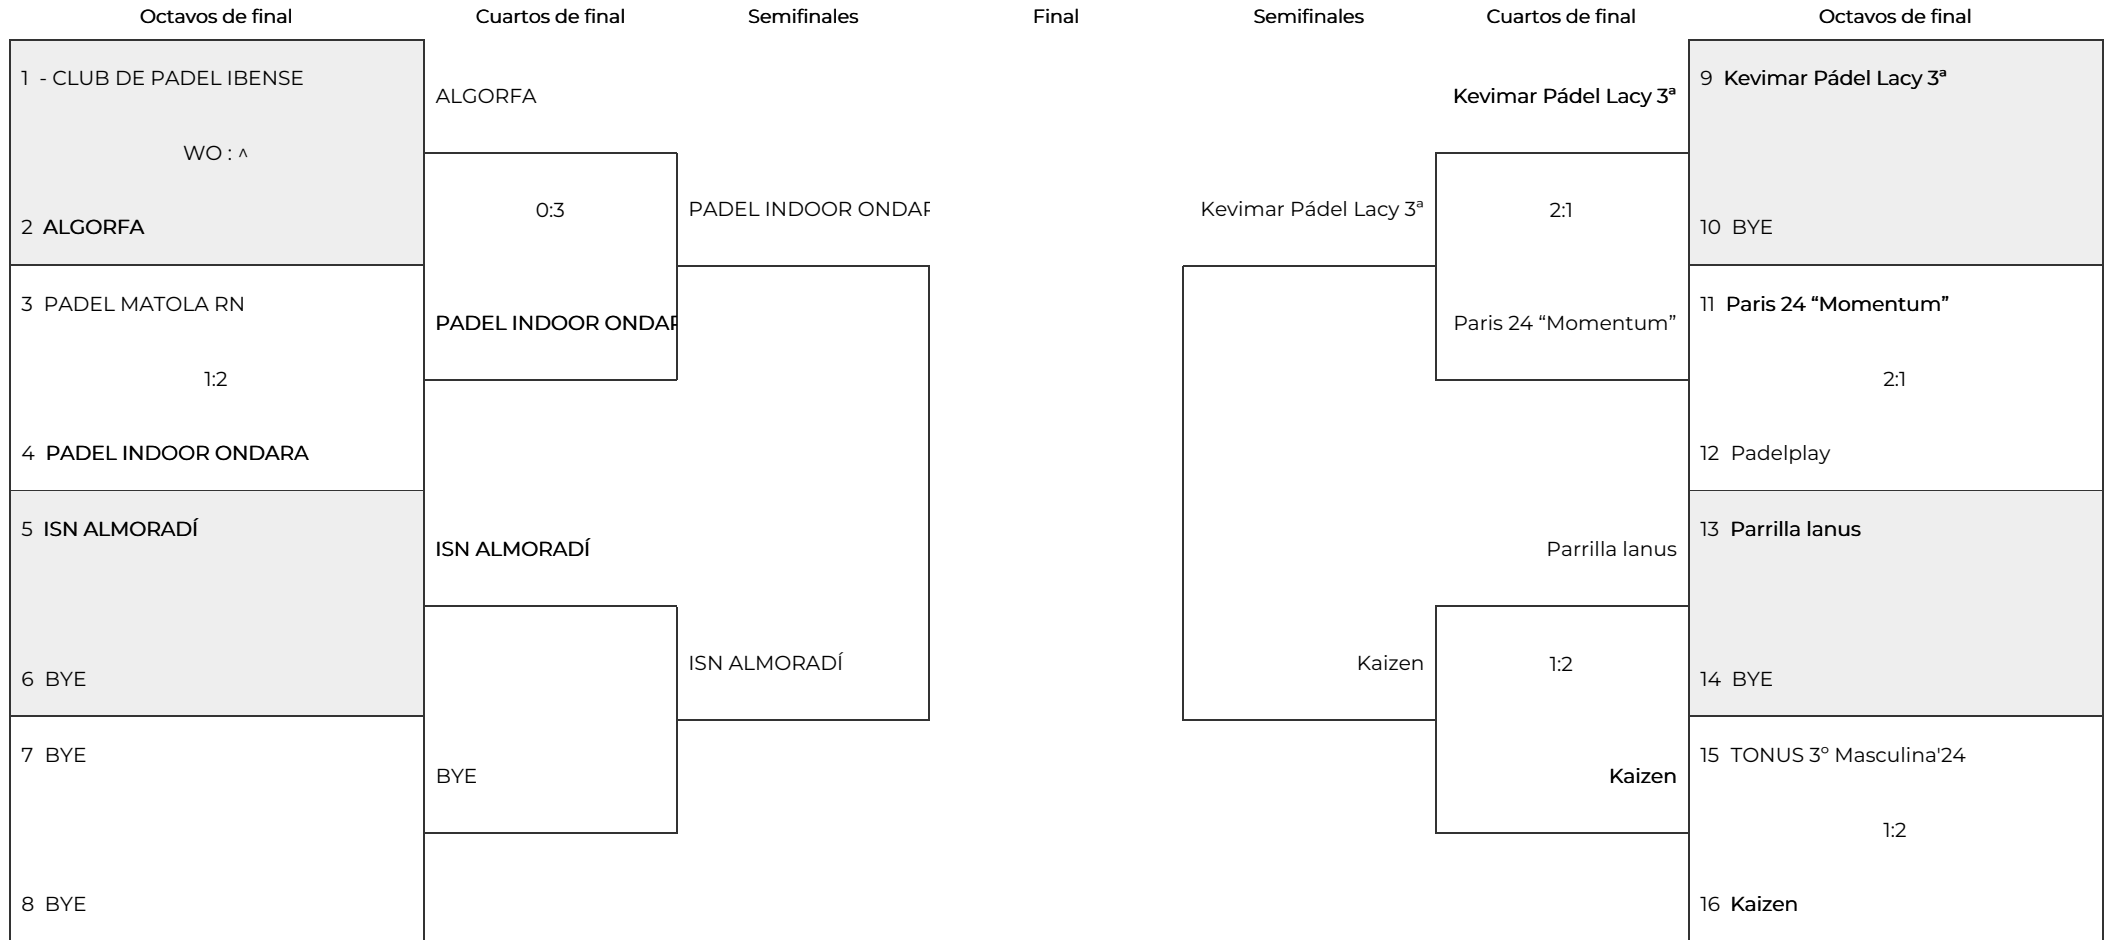 Octavos de final
Cuartos de final
Semifinales
Final
Semifinales
Cuartos de final
Octavos de final
1 - CLUB DE PADEL IBENSE
WO : ^
2 ALGORFA
3 PADEL MATOLA RN
1:2
4 PADEL INDOOR ONDARA
5 ISN ALMORADÍ
6 BYE
7 BYE
8 BYE
ALGORFA
0:3
PADEL INDOOR ONDAR
ISN ALMORADÍ
BYE
PADEL INDOOR ONDAR
ISN ALMORADÍ
Kevimar Pádel Lacy 3ª
Kaizen
Kevimar Pádel Lacy 3ª
2:1
Paris 24 “Momentum”
Parrilla lanus
1:2
Kaizen
9 Kevimar Pádel Lacy 3ª
10 BYE
11 Paris 24 “Momentum”
2:1
12 Padelplay
13 Parrilla lanus
14 BYE
15 TONUS 3º Masculina'24
1:2
16 Kaizen